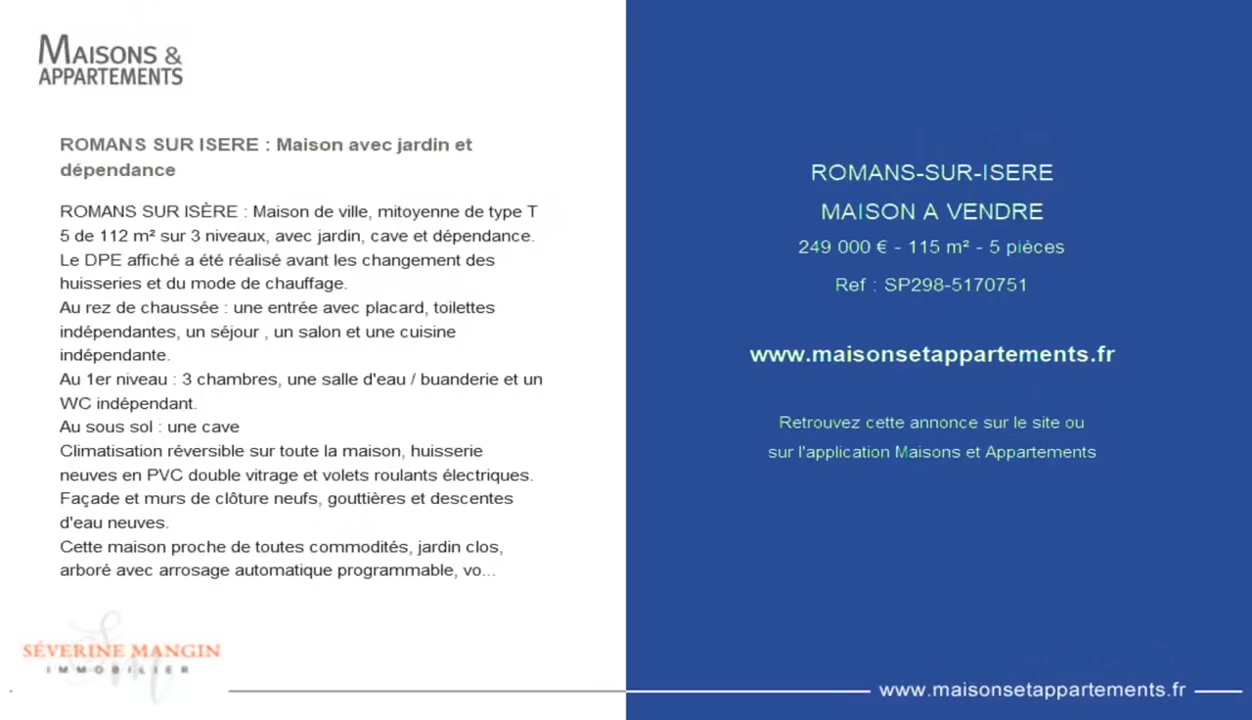 MAISONS &
APPARTEMENTS
ROMANS SUR ISERE : Maison avec jardin et
dépendance
ROMANS SUR ISÈRE : Maison de ville, mitoyenne de type T
5 de 112 m² sur 3 niveaux, avec jardin, cave et dépendance.
Le DPE affiché a été réalisé avant les changement des
huisseries et du mode de chauffage.
Au rez de chaussée : une entrée avec placard, toilettes
indépendantes, un séjour , un salon et une cuisine
indépendante.
Au 1er niveau : 3 chambres, une salle d'eau / buanderie et un
WC indépendant.
Au sous sol : une cave
Climatisation réversible sur toute la maison, huisserie
neuves en PVC double vitrage et volets roulants électriques.
Façade et murs de clôture neufs, gouttières et descentes
d'eau neuves.
Cette maison proche de toutes commodités, jardin clos,
arboré avec arrosage automatique programmable, vo...
SÉVERINE MANGIN
IMMOBILIER
ROMANS-SUR-ISERE
MAISON A VENDRE
249 000 € - 115 m² - 5 pièces
Ref : SP298-5170751
www.maisonsetappartements.fr
Retrouvez cette annonce sur le site ou
sur l'application Maisons et Appartements
www.maisonsetappartements.fr